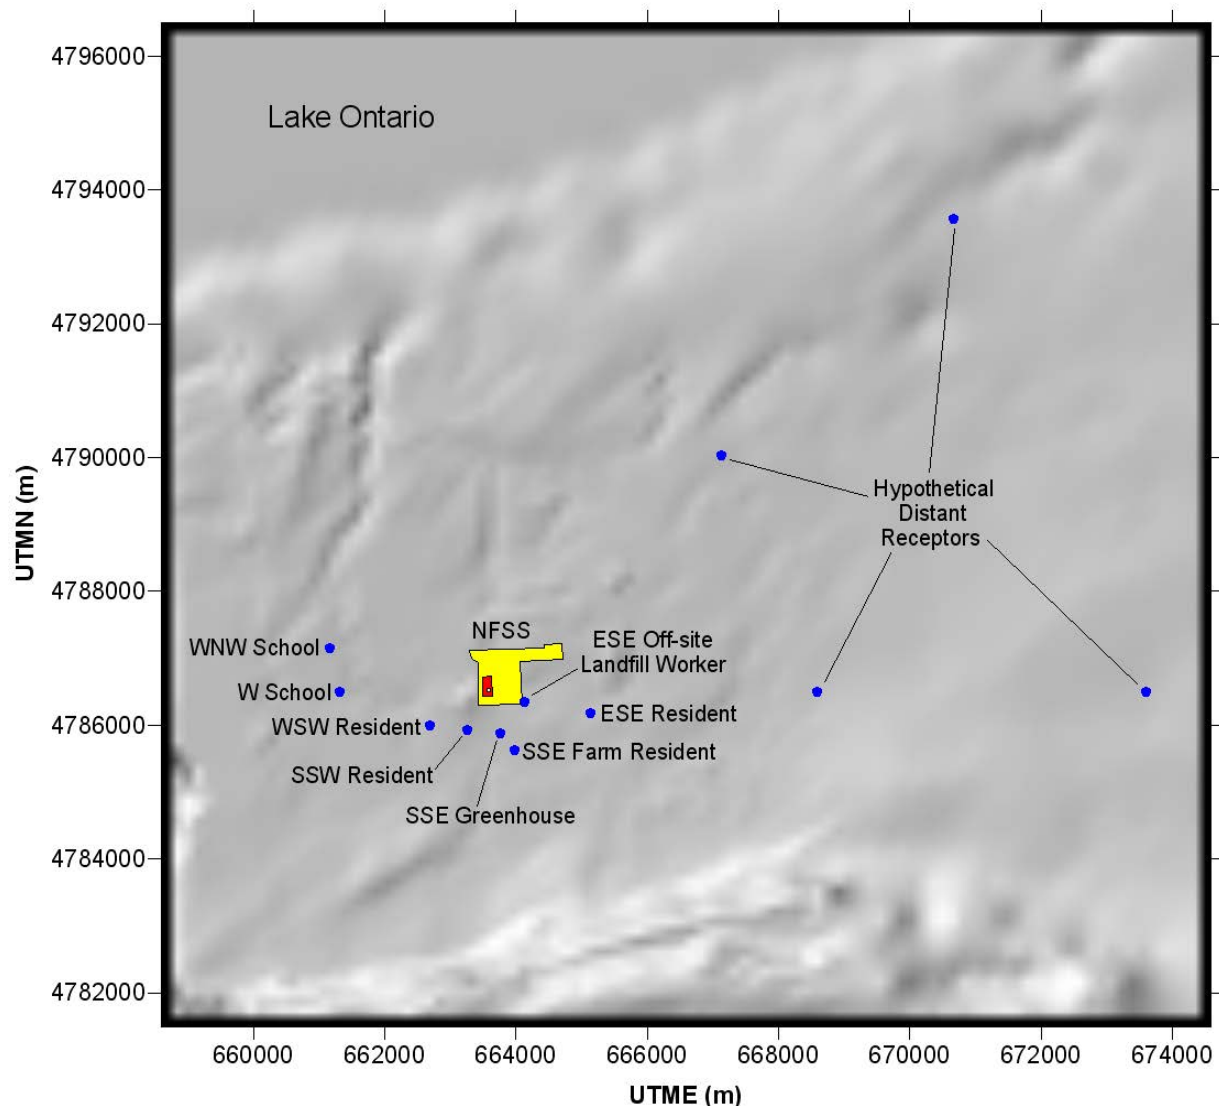 4796000
Lake Ontario
4794000
4792000
4790000
Hypothetical
Distant
Receptors
UTMN (m)
4788000
NFSS
ESE Off-site
Landfill Worker
WNW School
W School
4786000
WSW Resident
ESE Resident
SSE Farm Resident
SSW Resident
SSE Greenhouse
4784000
4782000
660000 662000 664000 666000 668000 670000 672000 674000
UTME (m)